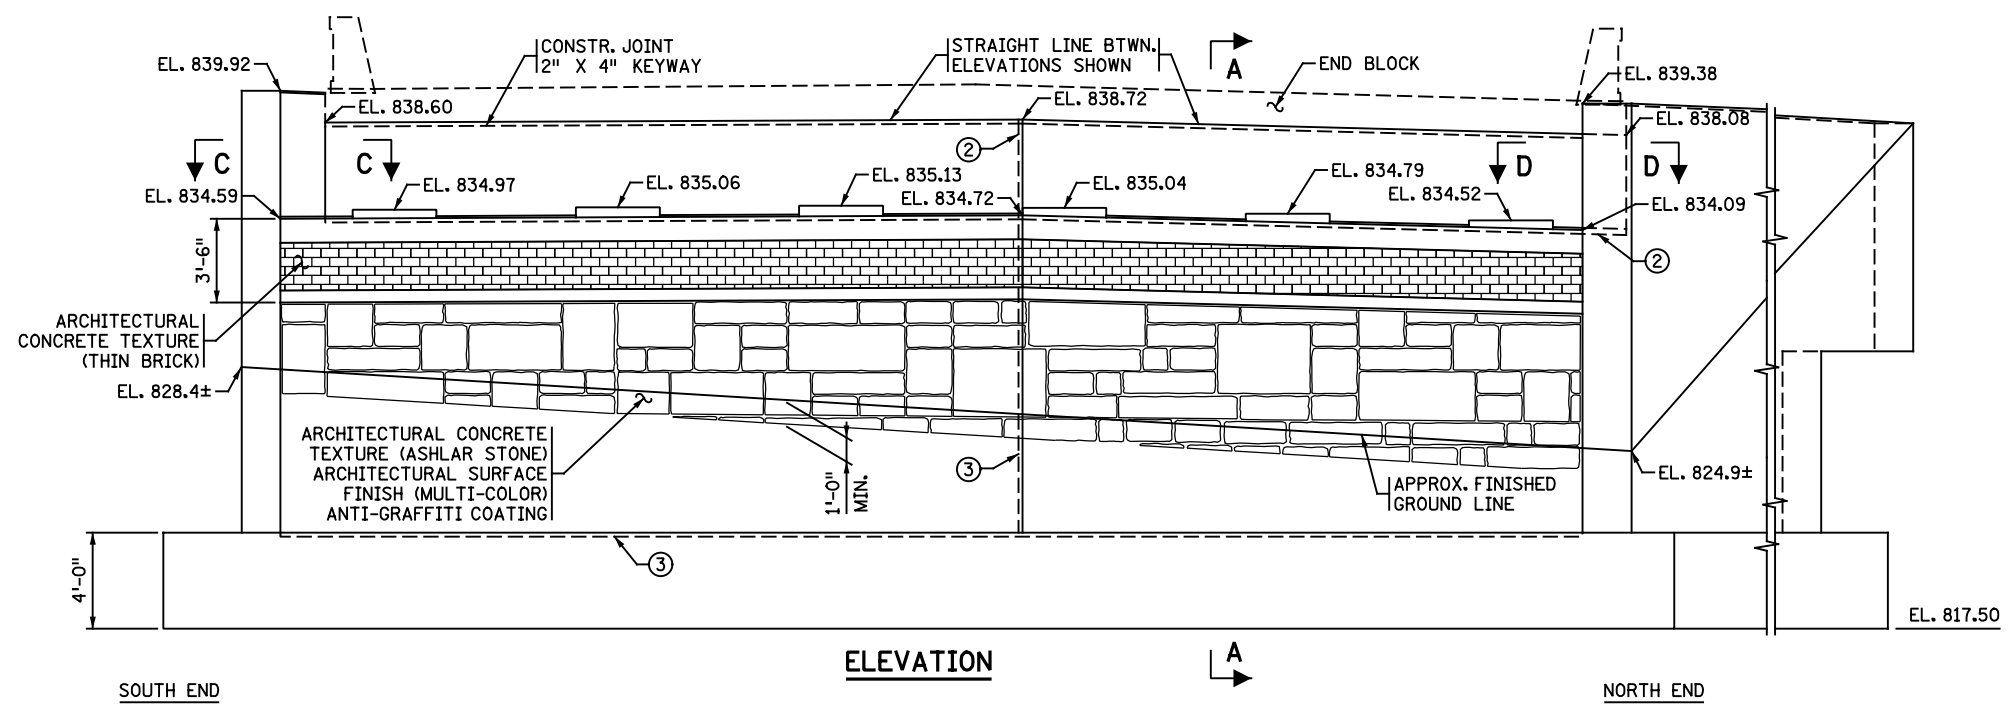 EL. 839.92
CONSTR. JOINT
2" X 4" KEYWAY
STRAIGHT LINE BTWN.
ELEVATIONS SHOWN
A
END BLOCK
EL. 839.38
EL. 838.60
EL. 838.72
EL. 838.08
C
C
2
D
D
EL. 834.59
EL. 834.97
EL. 835.06
EL. 835.13
EL. 834.72
EL. 835.04
EL. 834.79
EL. 834.52
EL. 834.09
3'-6"
2
ARCHITECTURAL
CONCRETE TEXTURE
(THIN BRICK)
EL. 828.4±
ARCHITECTURAL CONCRETE
TEXTURE (ASHLAR STONE)
ARCHITECTURAL SURFACE
FINISH (MULTI-COLOR)
ANTI-GRAFFITI COATING
1'-0"
MIN.
3
APPROX. FINISHED
GROUND LINE
EL. 824.9±
4'-0"
3
EL. 817.50
ELEVATION
A
SOUTH END
NORTH END